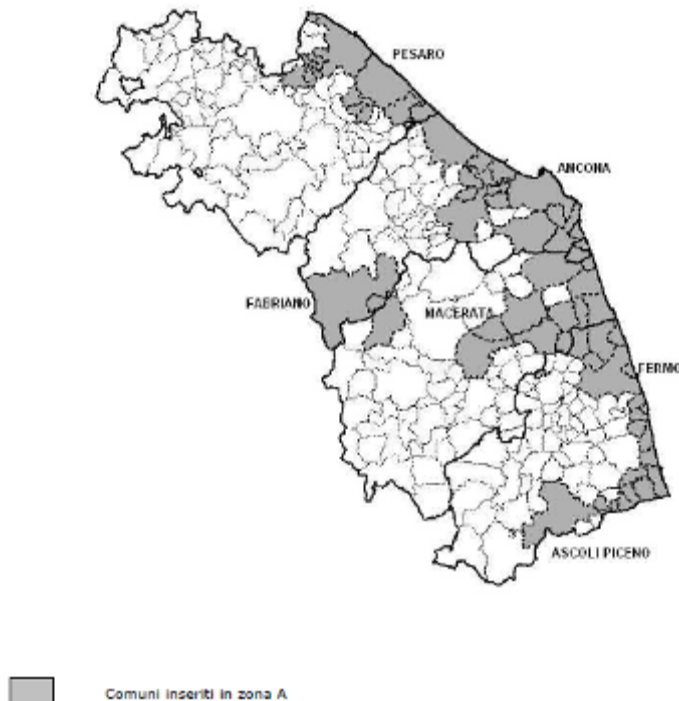 PESARO
ANCONA
FABRIANO
MACERATA
FERMO
ASCOLI PICENO
Comuni inseriti in zona A